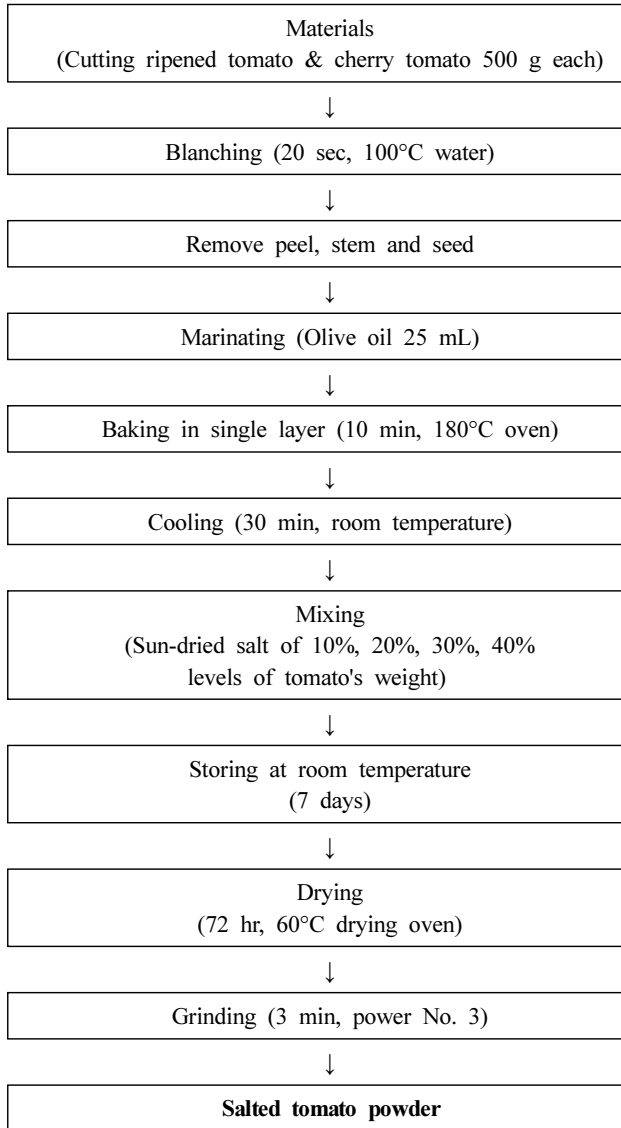 Materials
(Cutting ripened tomato & cherry tomato 500 g each)
↓
Blanching (20 sec, 100°C water)
↓
Remove peel, stem and seed
↓
Marinating (Olive oil 25 mL)
↓
Baking in single layer (10 min, 180°C oven)
↓
Cooling (30 min, room temperature)
↓
Mixing
(Sun-dried salt of 10%, 20%, 30%, 40%
levels of tomato's weight)
↓
Storing at room temperature
(7 days)
↓
Drying
(72 hr, 60°C drying oven)
↓
Grinding (3 min, power No. 3)
↓
Salted tomato powder